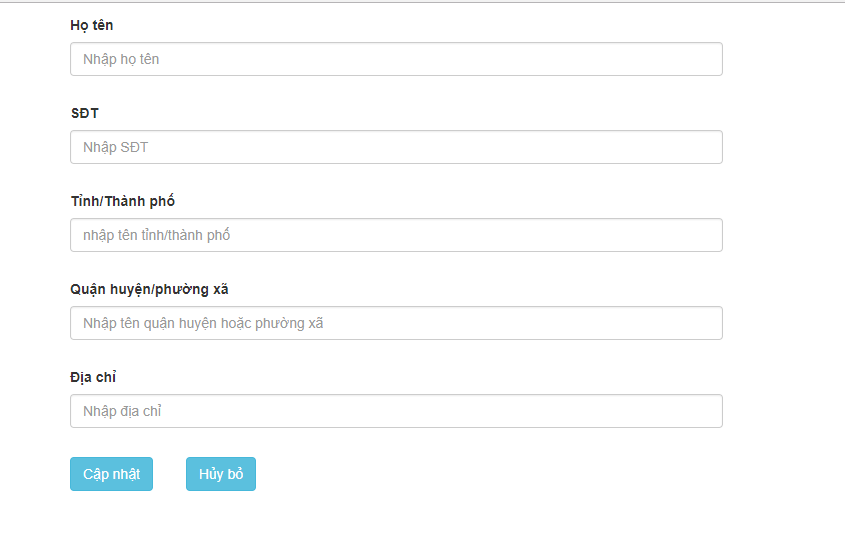 Họ tên
Nhập họ tên
SĐT
Nhập SĐT
Tỉnh/Thành phố
nhập tên tỉnh/thành phố
Quận huyện/phường xã
Nhập tên quận huyện hoặc phường xã
Địa chỉ
Nhập địa chỉ
Cập nhật Hủy bỏ